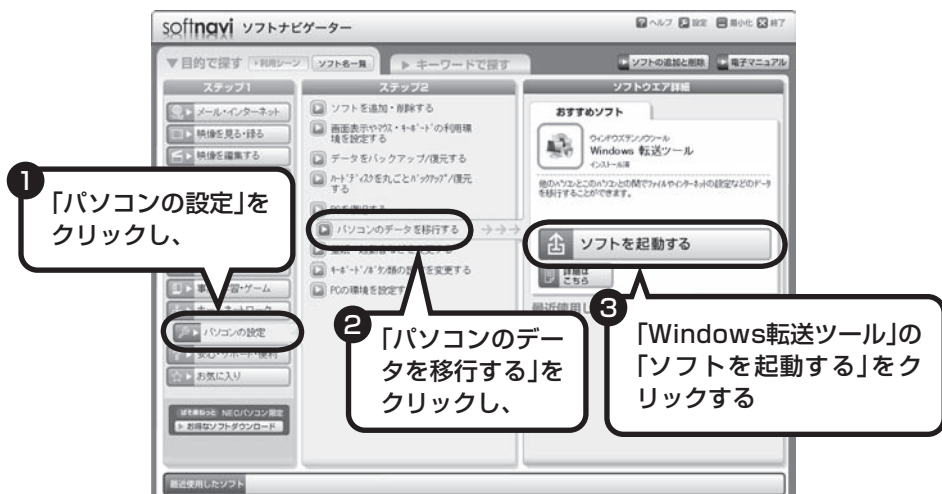 softnavi ソフトナビゲーター
ヘルプ 設定 最小化 終了
▼目的で探す ▶利用シーン ソフト名一覧 ▶ キーワードで探す
ソフトの追加と削除 電子マニュアル
ステップ1
メール・インターネット
映像を見る・録る
映像を編集する
パソコンの設定
安心・サポート・便利
お気に入り
NECパソコン限定
お得なソフトダウンロード
ステップ2
ソフトを追加・削除する
画面表示やマウス・キーボードの利用環
境を設定する
データをバックアップ/復元する
ハードディスクを丸ごとバックアップ/復元
する
パソコンのデータを移行する
キーボード/ボタン類の設定を変更する
PCの環境を設定す
ソフトウエア詳細
おすすめソフト
ウィンドウズテンソウツール
Windows 転送ツール
インストール済
他のパソコンとこのパソコンとの間でファイルやインターネットの設定などのデータ
を移行することができます。
ソフトを起動する
詳細は
こちら
最近使用したソフト
1
「パソコンの設定」を
クリックし、
2
「パソコンのデー
タを移行する」を
クリックし、
3
「Windows転送ツール」の
「ソフトを起動する」をク
リックする